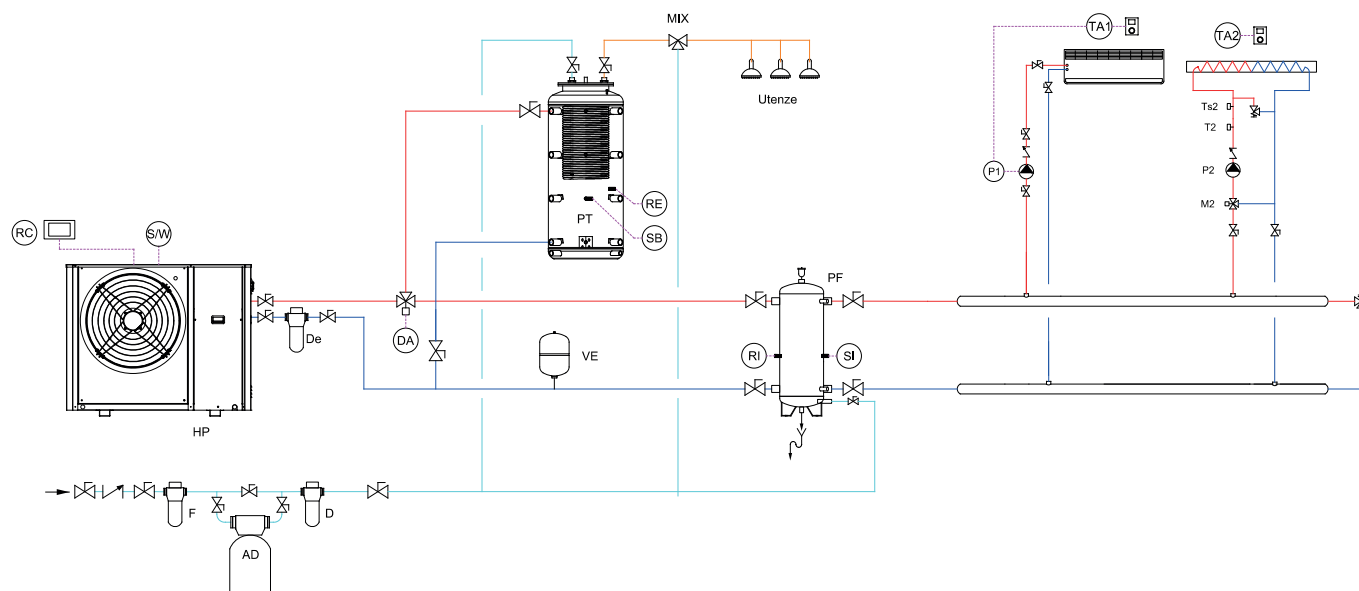 MIX
TA1
TA2
Utenze
Ts2
T2
P1
P2
M2
RE
SB
PT
RC
S/W
PF
De
DA
VE
RI
SI
HP
F
D
AD